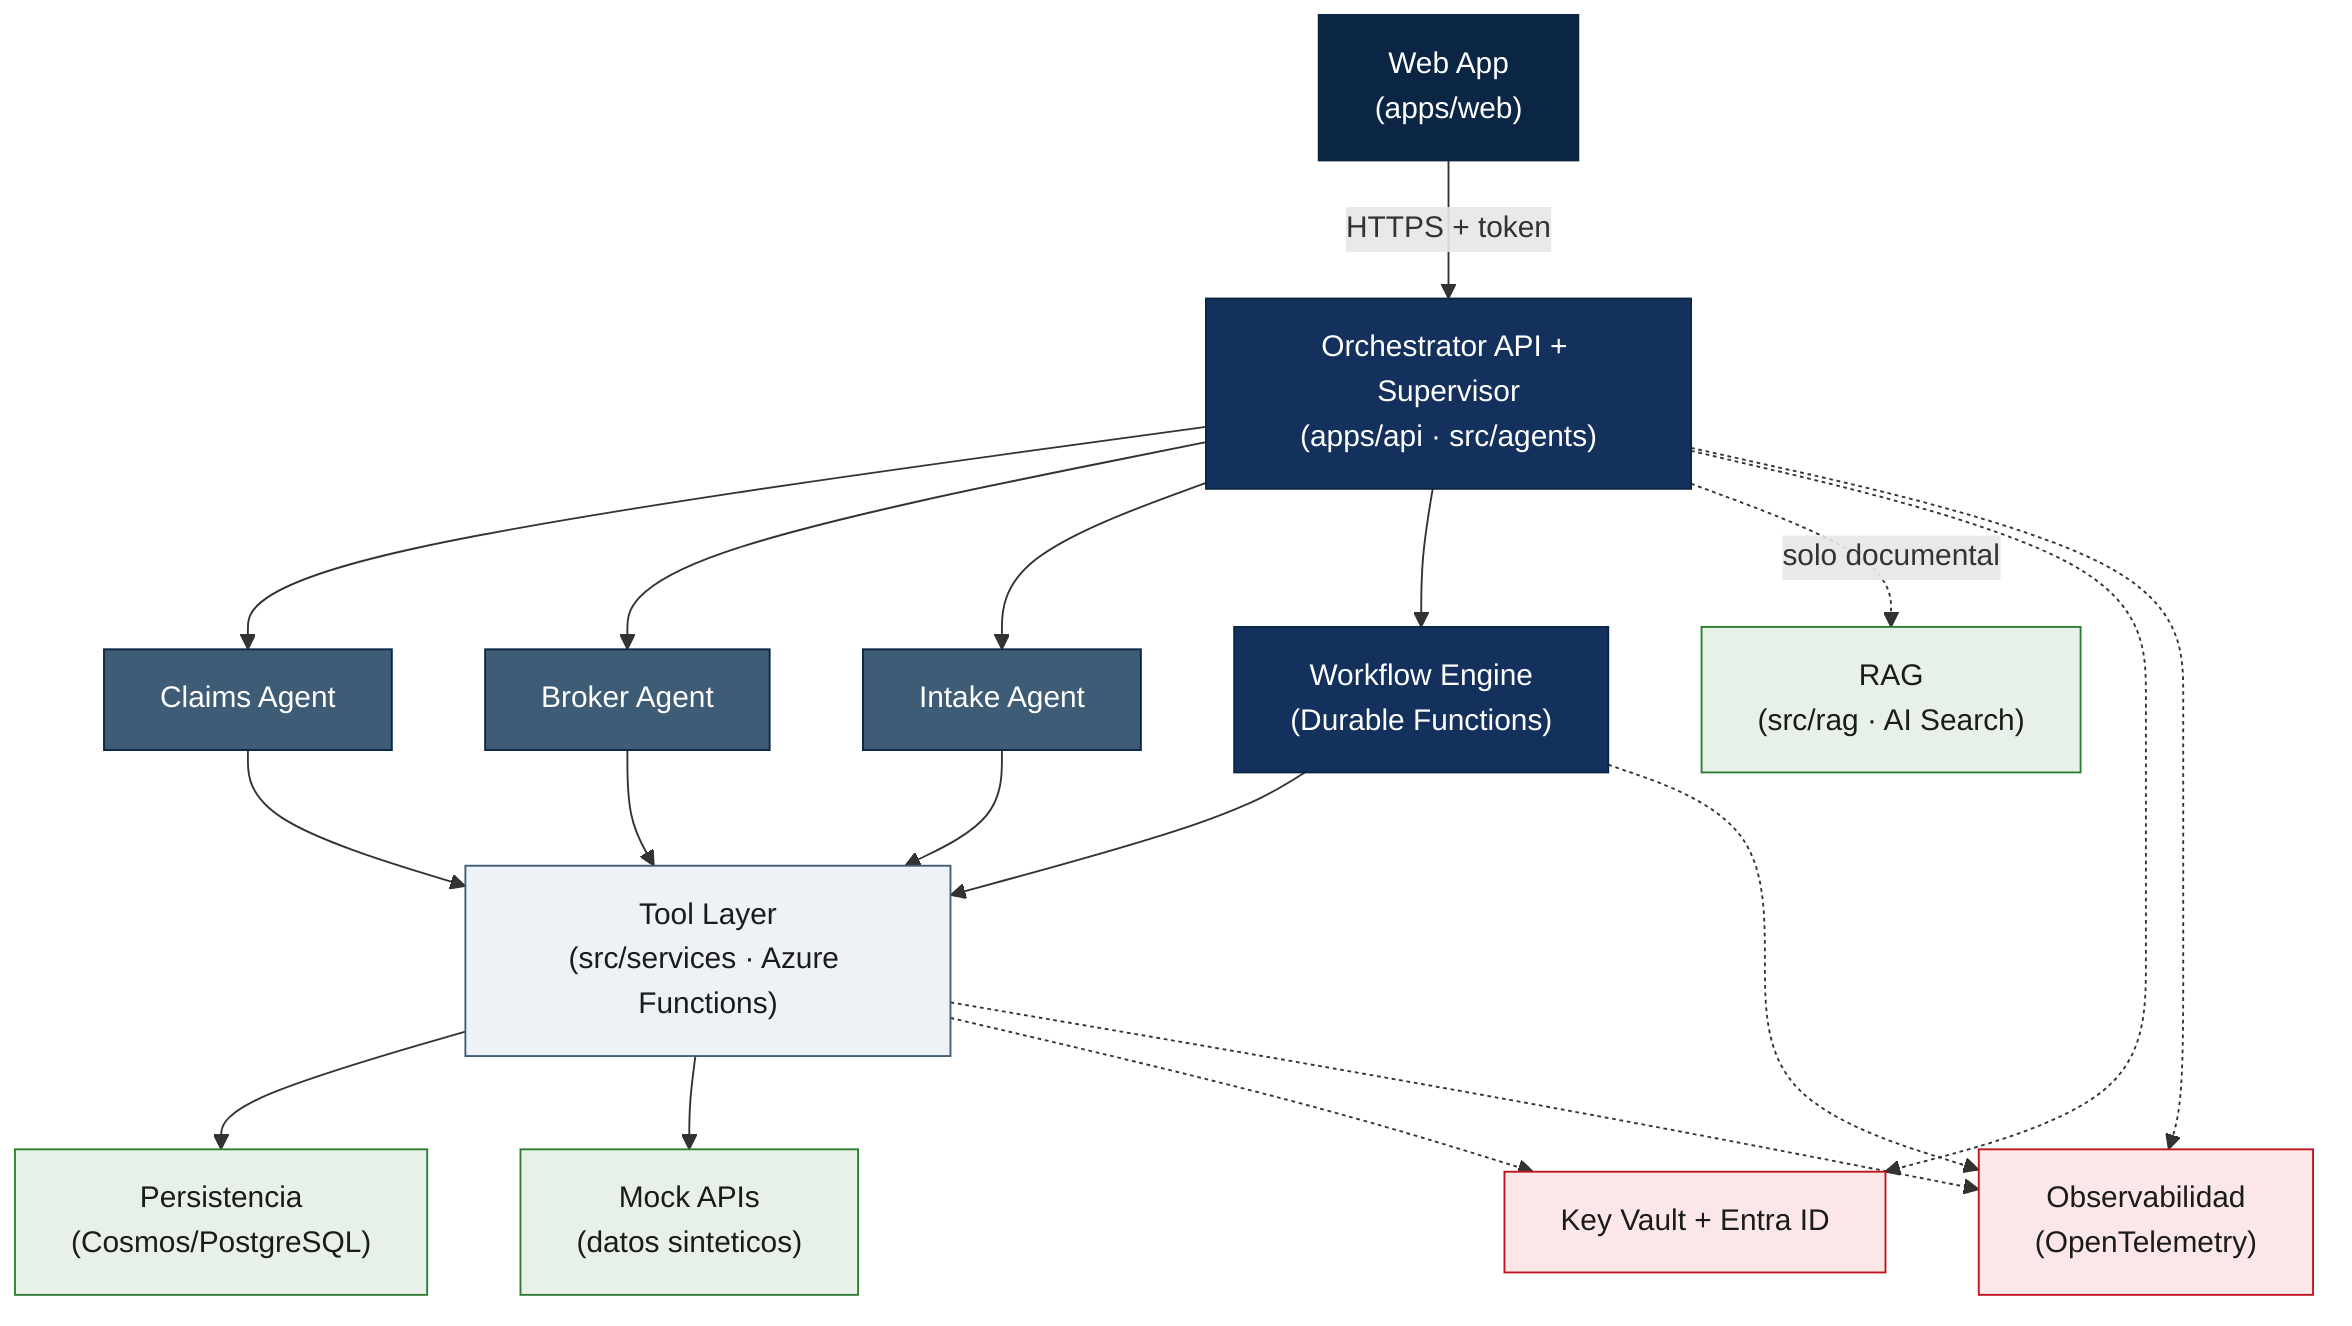 Web App
(apps/web)
HTTPS + token
Orchestrator API +
Supervisor
(apps/api · src/agents)
solo documental
Claims Agent
Broker Agent
Intake Agent
Workflow Engine
(Durable Functions)
RAG
(src/rag · AI Search)
Tool Layer
(src/services · Azure
Functions)
Persistencia
(Cosmos/PostgreSQL)
Mock APIs
(datos sinteticos)
Key Vault + Entra ID
Observabilidad
(OpenTelemetry)